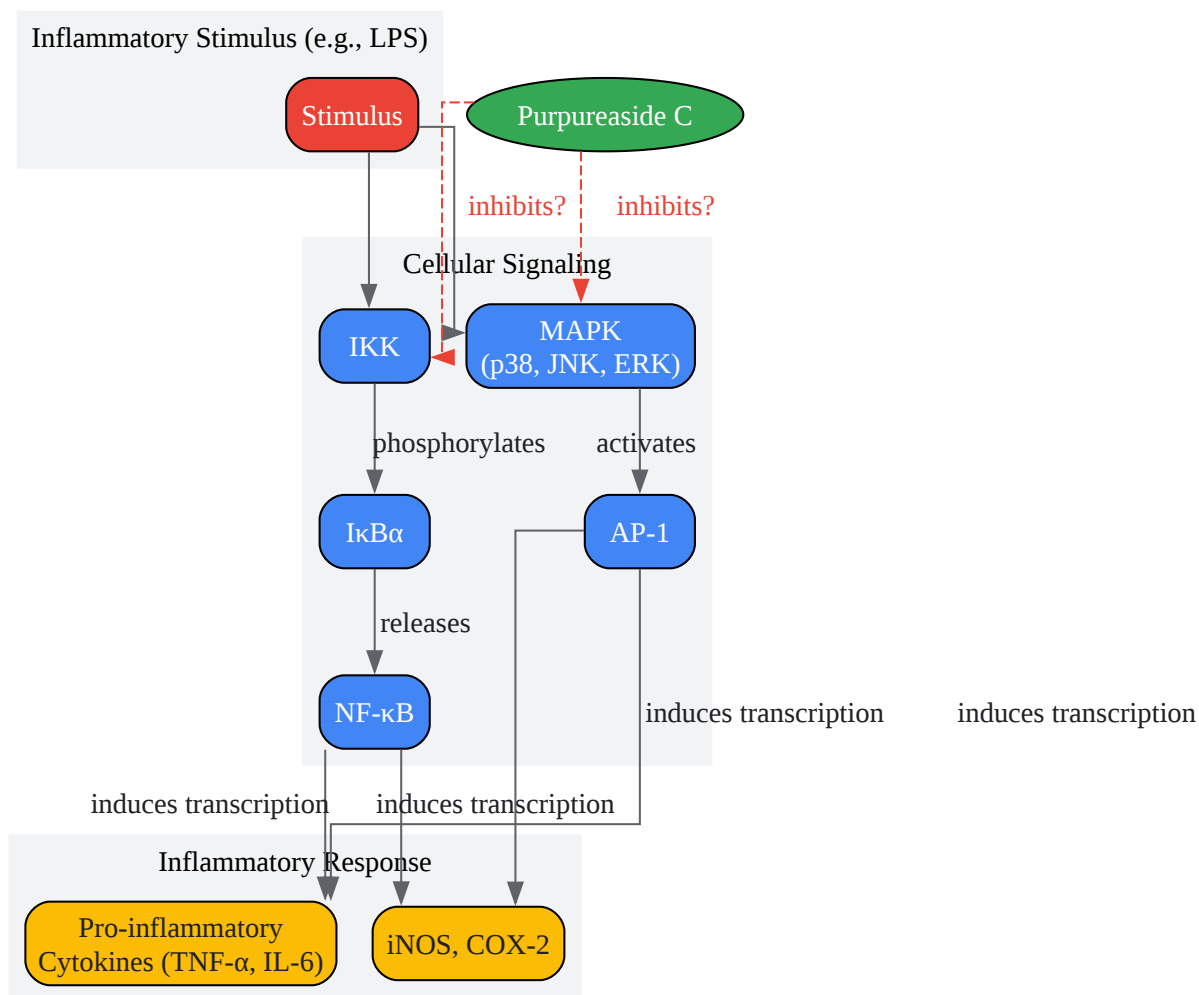 Inflammatory Stimulus (e.g., LPS)
Stimulus
Purpureaside C
inhibits?
inhibits?
Cellular Signaling
IKK
MAPK
(p38, JNK, ERK)
phosphorylates
activates
IκBα
AP-1
releases
NF-κB
induces transcription
induces transcription
induces transcription
induces transcription
Inflammatory Response
Pro-inflammatory
Cytokines (TNF-α, IL-6)
iNOS, COX-2